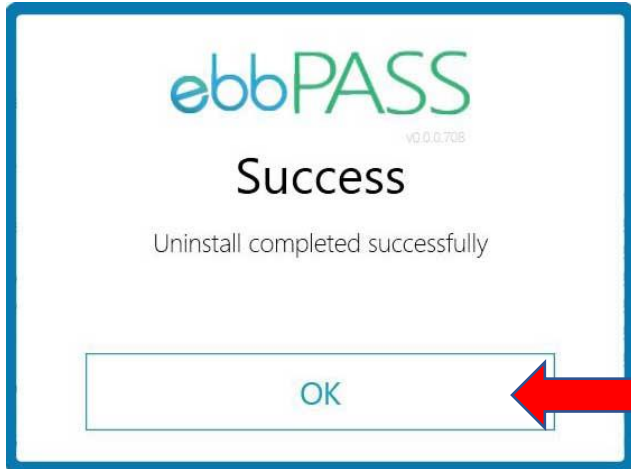 ebbPASS
v0.0.0.708
Success
Uninstall completed successfully
OK